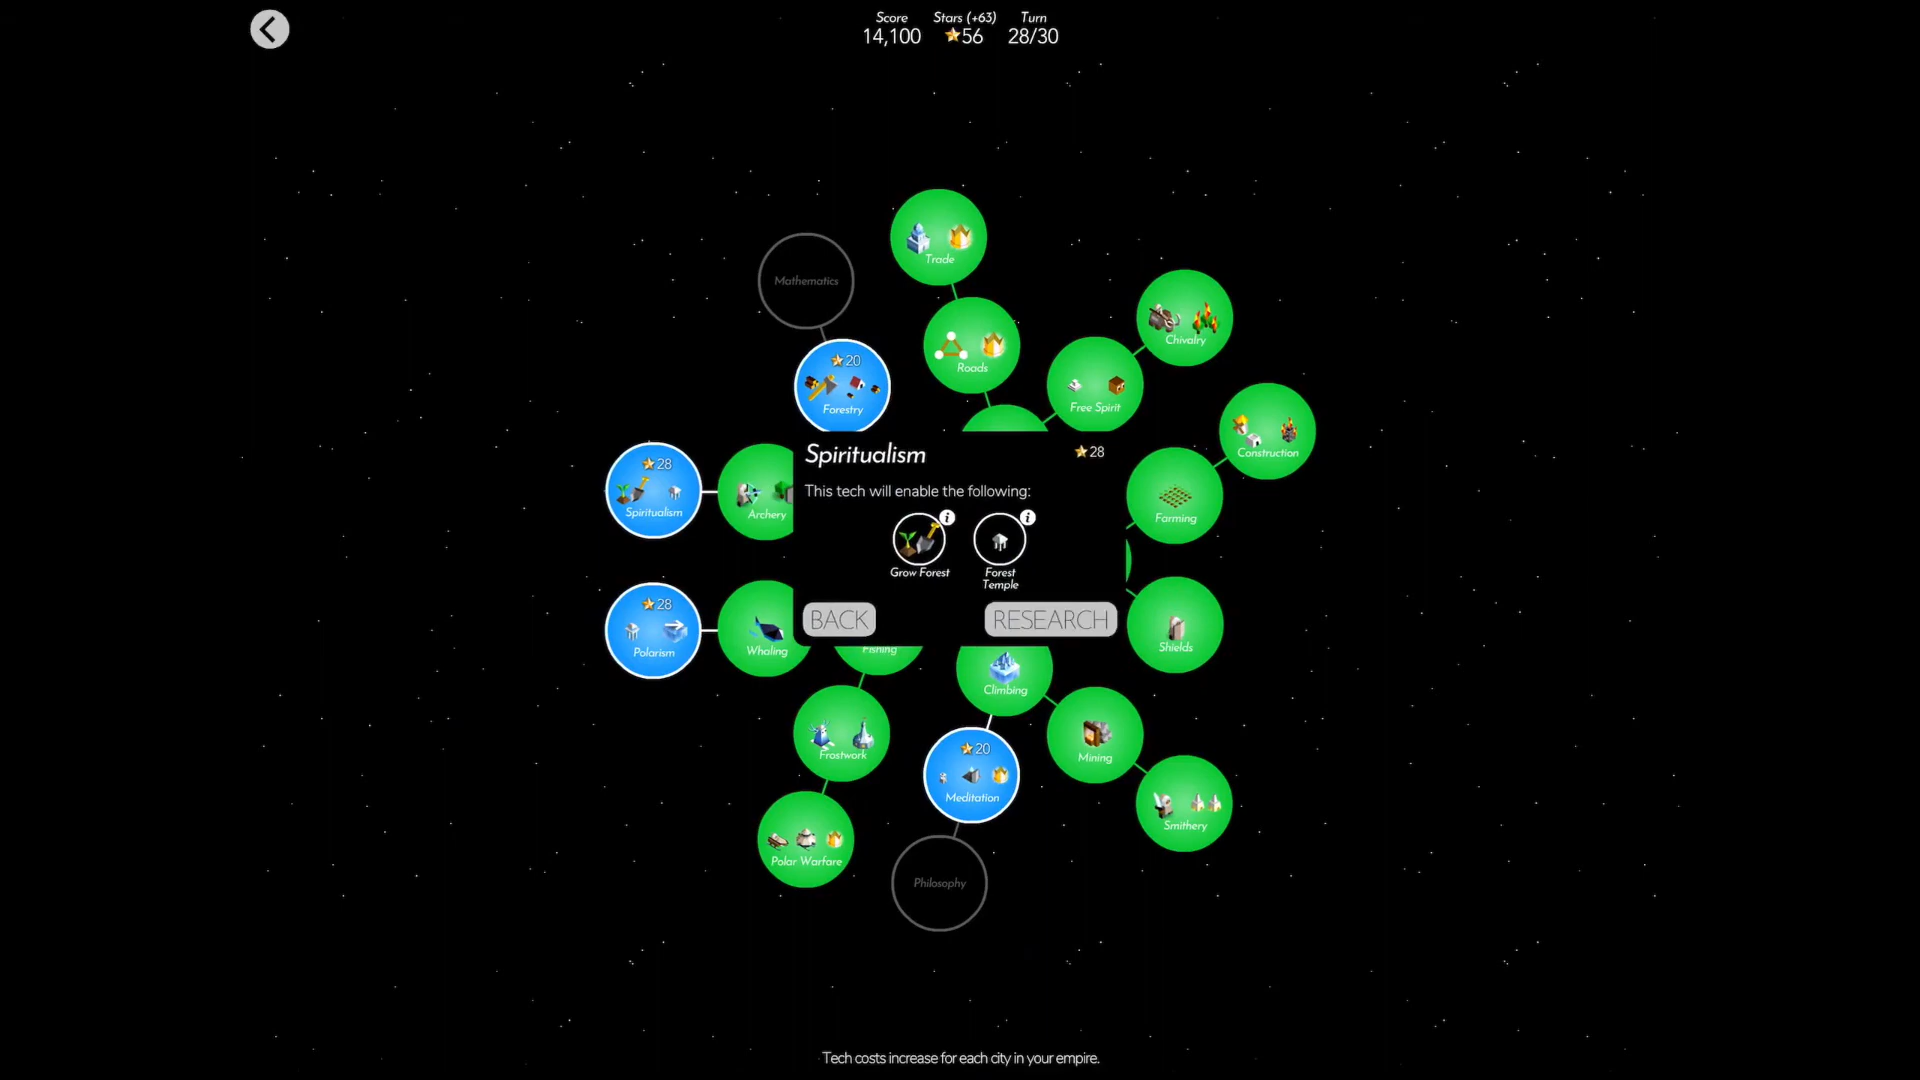 Score
14,100
Stars (+63)
56
Turn
28/30
Trade
Mathematics
Roads
Chivalry
20
Forestry
Free Spirit
Construction
28
Spiritualism
Archery
Spiritualism
28
This tech will enable the following:
Grow Forest
Forest
Temple
Farming
BACK
RESEARCH
28
Polarism
Whaling
Fishing
Shields
Climbing
Frostwork
20
Meditation
Mining
Smithery
Polar Warfare
Philosophy
Tech costs increase for each city in your empire.